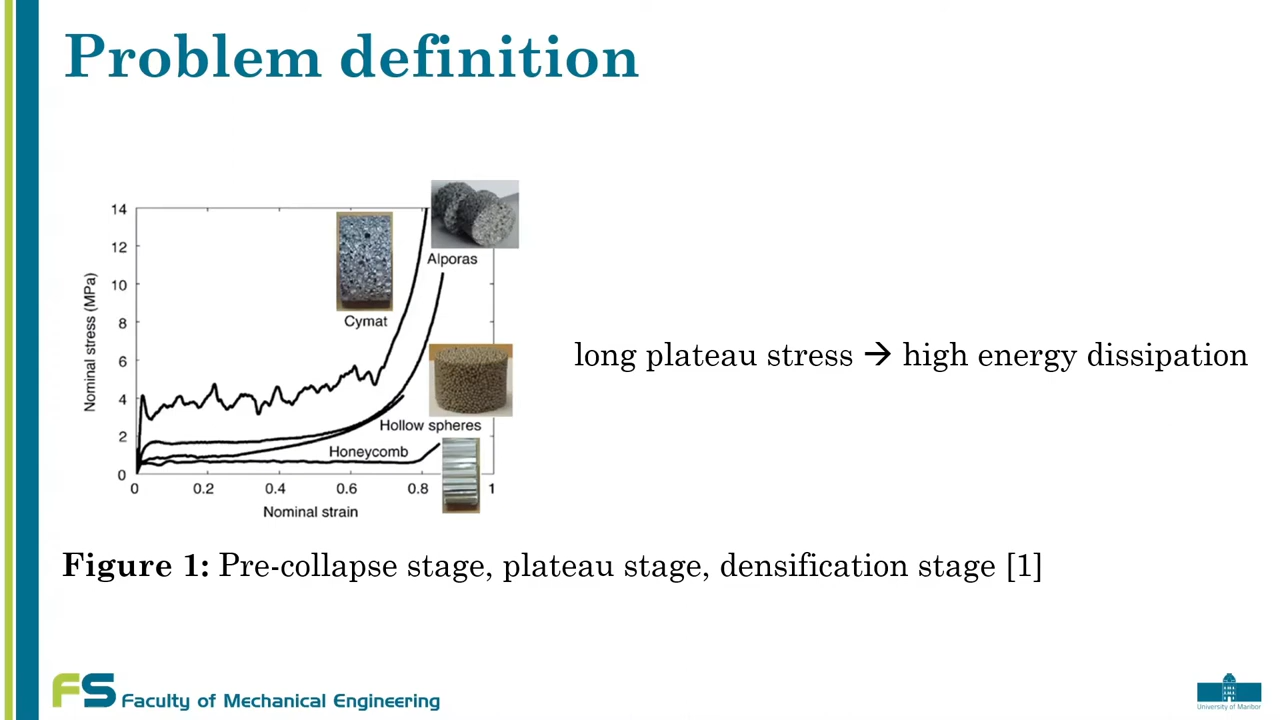 Problem definition
14
12
10
8
6
4
2
0
Nominal stress (MPa)
0
0.2
0.4
0.6
0.8
1
Nominal strain
Alporas
Cymat
Hollow spheres
Honeycomb
long plateau stress → high energy dissipation
Figure 1: Pre-collapse stage, plateau stage, densification stage [1]
FS Faculty of Mechanical Engineering
University of Maribor